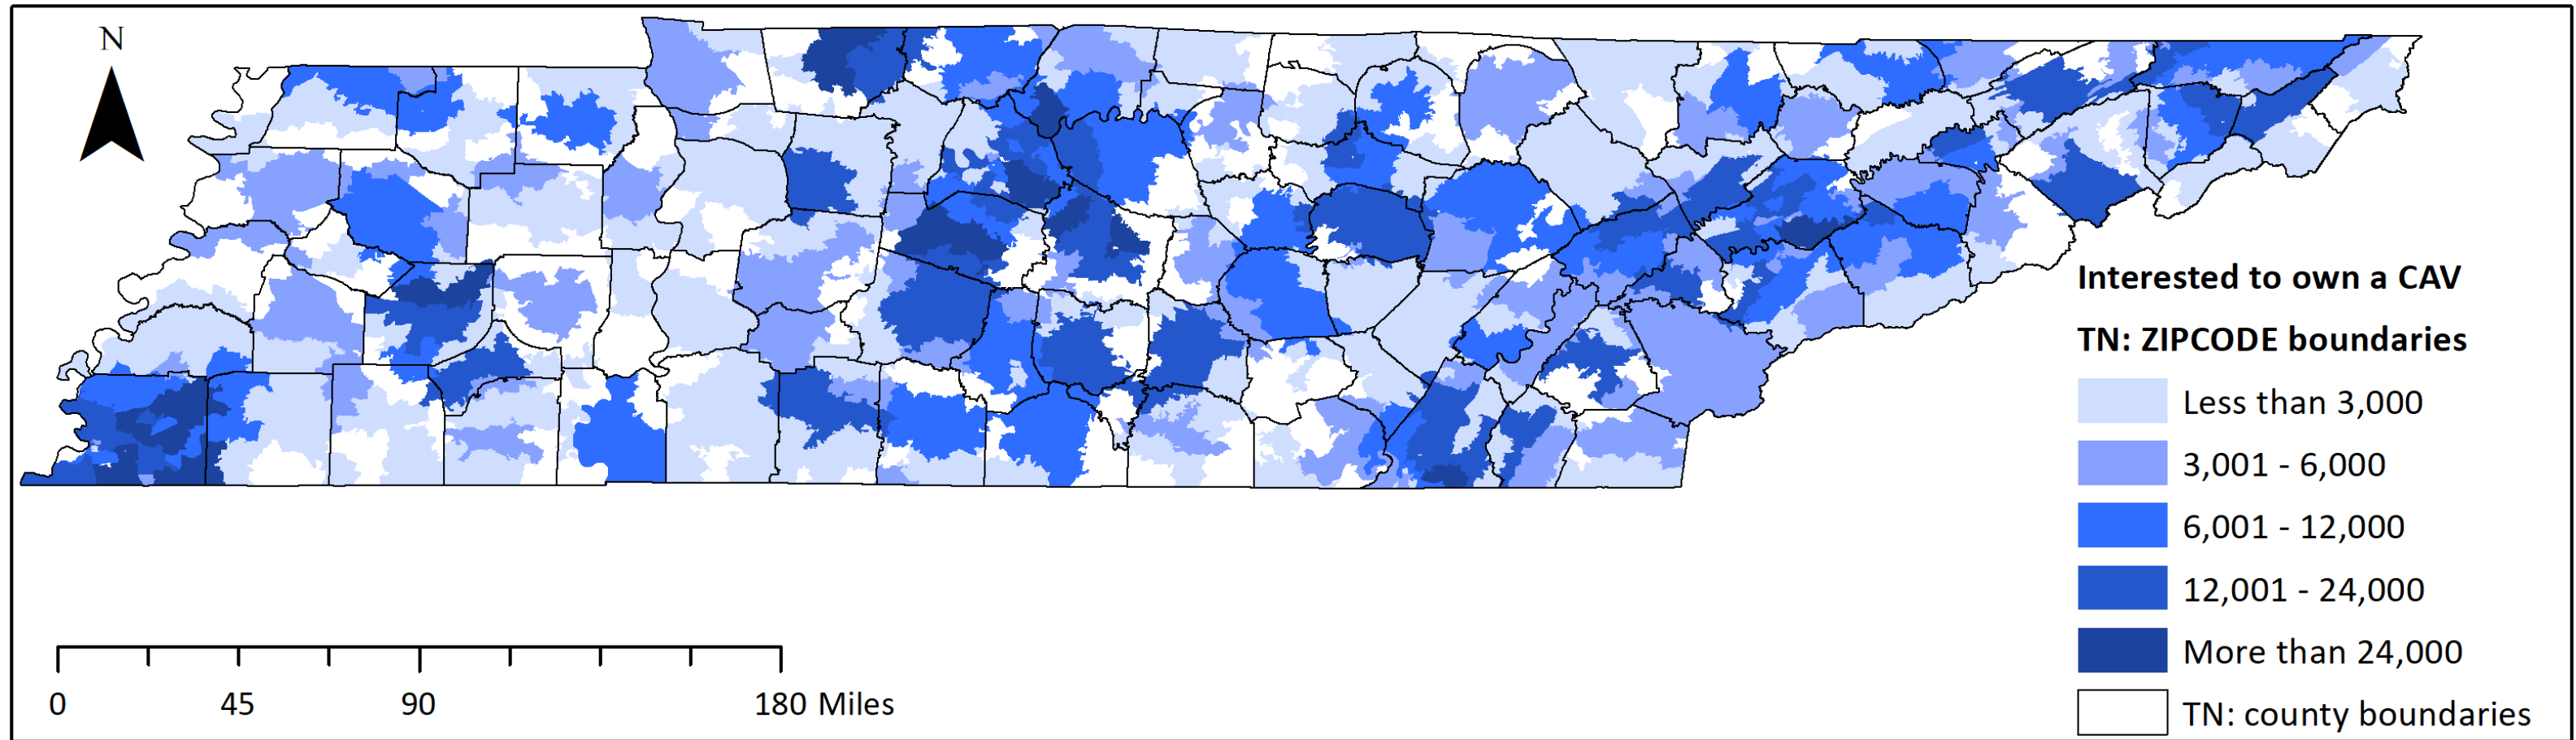 N
Interested to own a CAV
TN: ZIPCODE boundaries
Less than 3,000
3,001 - 6,000
6,001 - 12,000
12,001 - 24,000
More than 24,000
TN: county boundaries
0 45 90 180 Miles